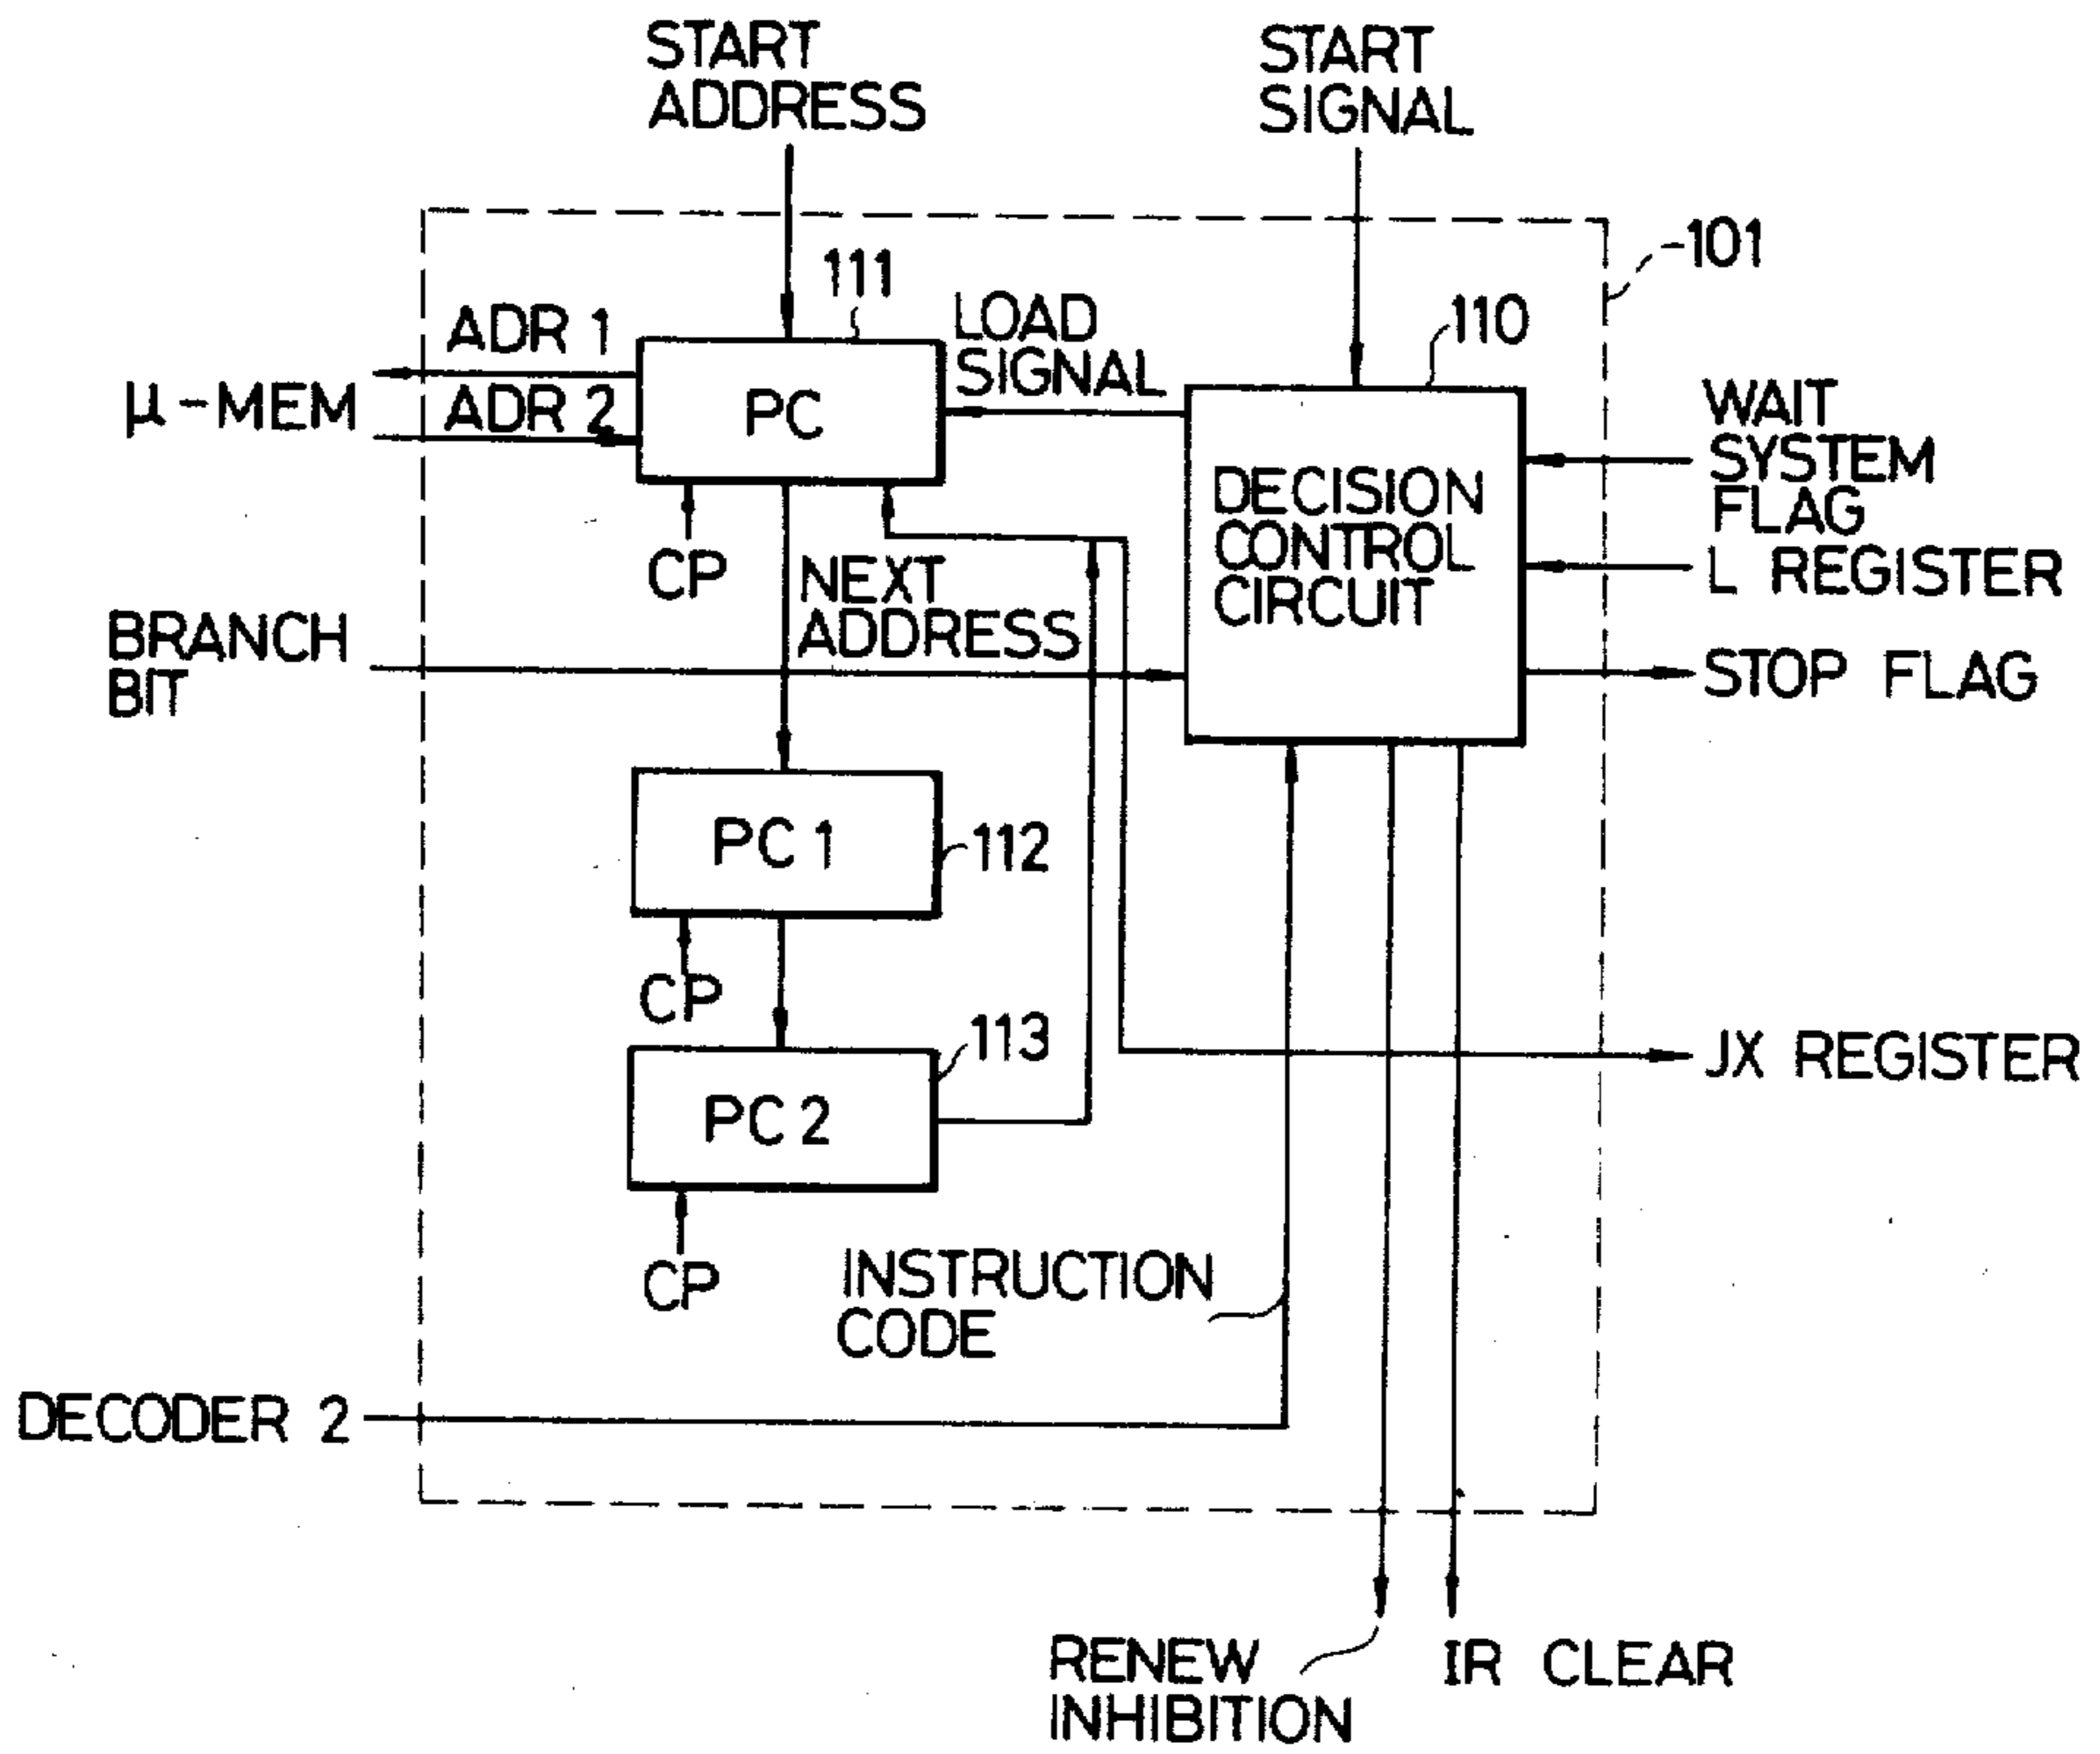 START
ADDRESS
START
SIGNAL
101
111
110
ADR 1
LOAD
SIGNAL
μ-MEM
ADR 2
PC
WAIT
SYSTEM
FLAG
DECISION
CONTROL
CIRCUIT
CP
L REGISTER
NEXT
ADDRESS
BRANCH
BIT
STOP FLAG
PC 1
112
CP
113
JX REGISTER
PC 2
CP
INSTRUCTION
CODE
DECODER 2
RENEW
INHIBITION
IR CLEAR